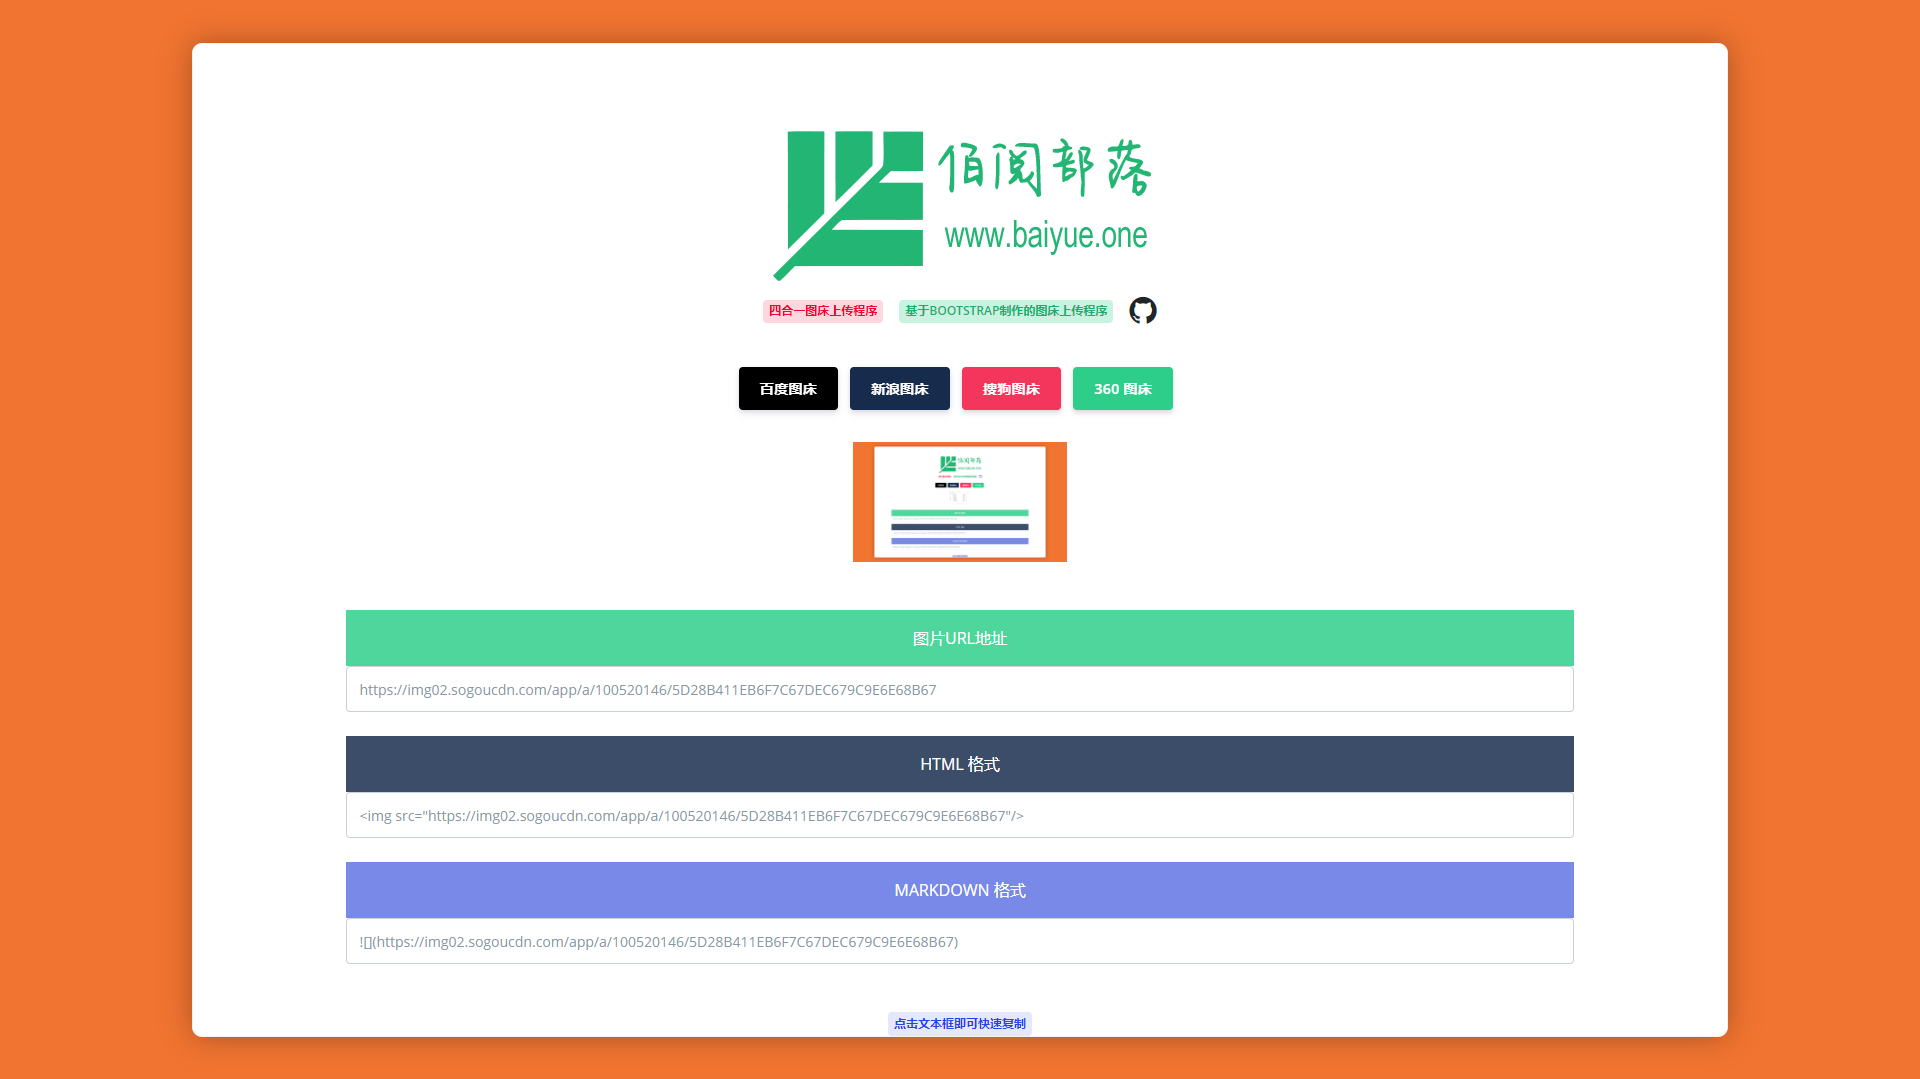 佰阅部落
www.baiyue.one
四合一图床上传程序 基于BOOTSTRAP制作的图床上传程序
百度图床 新浪图床 搜狗图床 360 图床
图片URL地址
https://img02.sogoucdn.com/app/a/100520146/5D28B411EB6F7C67DEC679C9E6E68B67
HTML 格式
<img src="https://img02.sogoucdn.com/app/a/100520146/5D28B411EB6F7C67DEC679C9E6E68B67"/>
MARKDOWN 格式
![](https://img02.sogoucdn.com/app/a/100520146/5D28B411EB6F7C67DEC679C9E6E68B67)
点击文本框即可快速复制